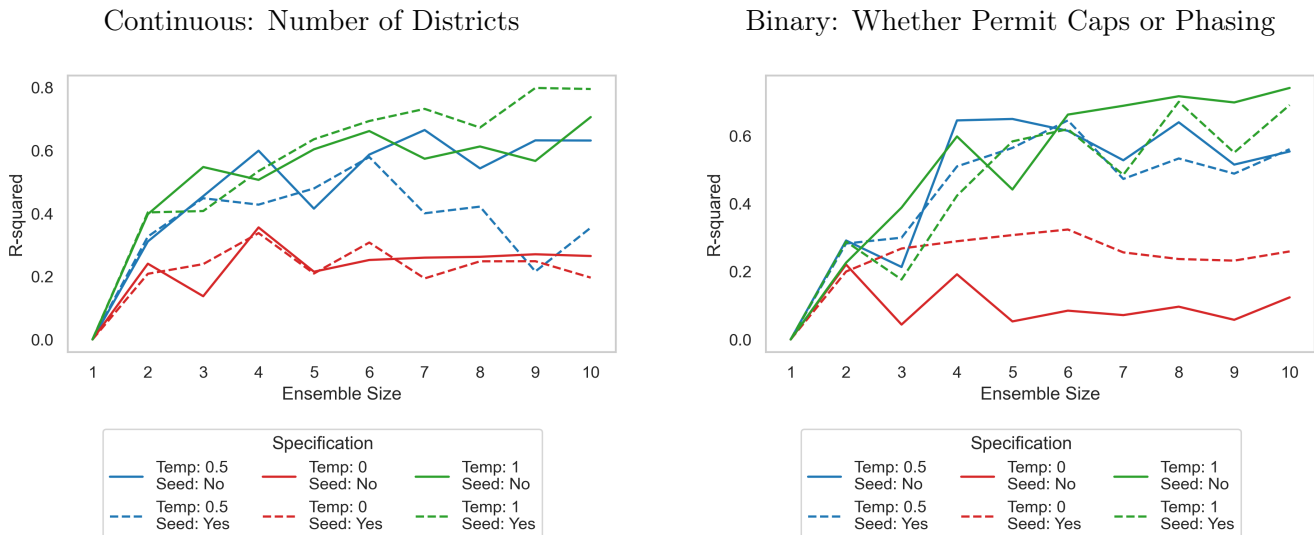 Continuous: Number of Districts
0.8
0.6
0.4
0.2
0.0
R-squared
1 2 3 4 5 6 7 8 9 10
Ensemble Size
Specification
Temp: 0.5 Temp: 0 Temp: 1
Seed: No Seed: No Seed: No
Temp: 0.5 Temp: 0 Temp: 1
Seed: Yes Seed: Yes Seed: Yes
Binary: Whether Permit Caps or Phasing
0.6
0.4
0.2
0.0
R-squared
1 2 3 4 5 6 7 8 9 10
Ensemble Size
Specification
Temp: 0.5 Temp: 0 Temp: 1
Seed: No Seed: No Seed: No
Temp: 0.5 Temp: 0 Temp: 1
Seed: Yes Seed: Yes Seed: Yes